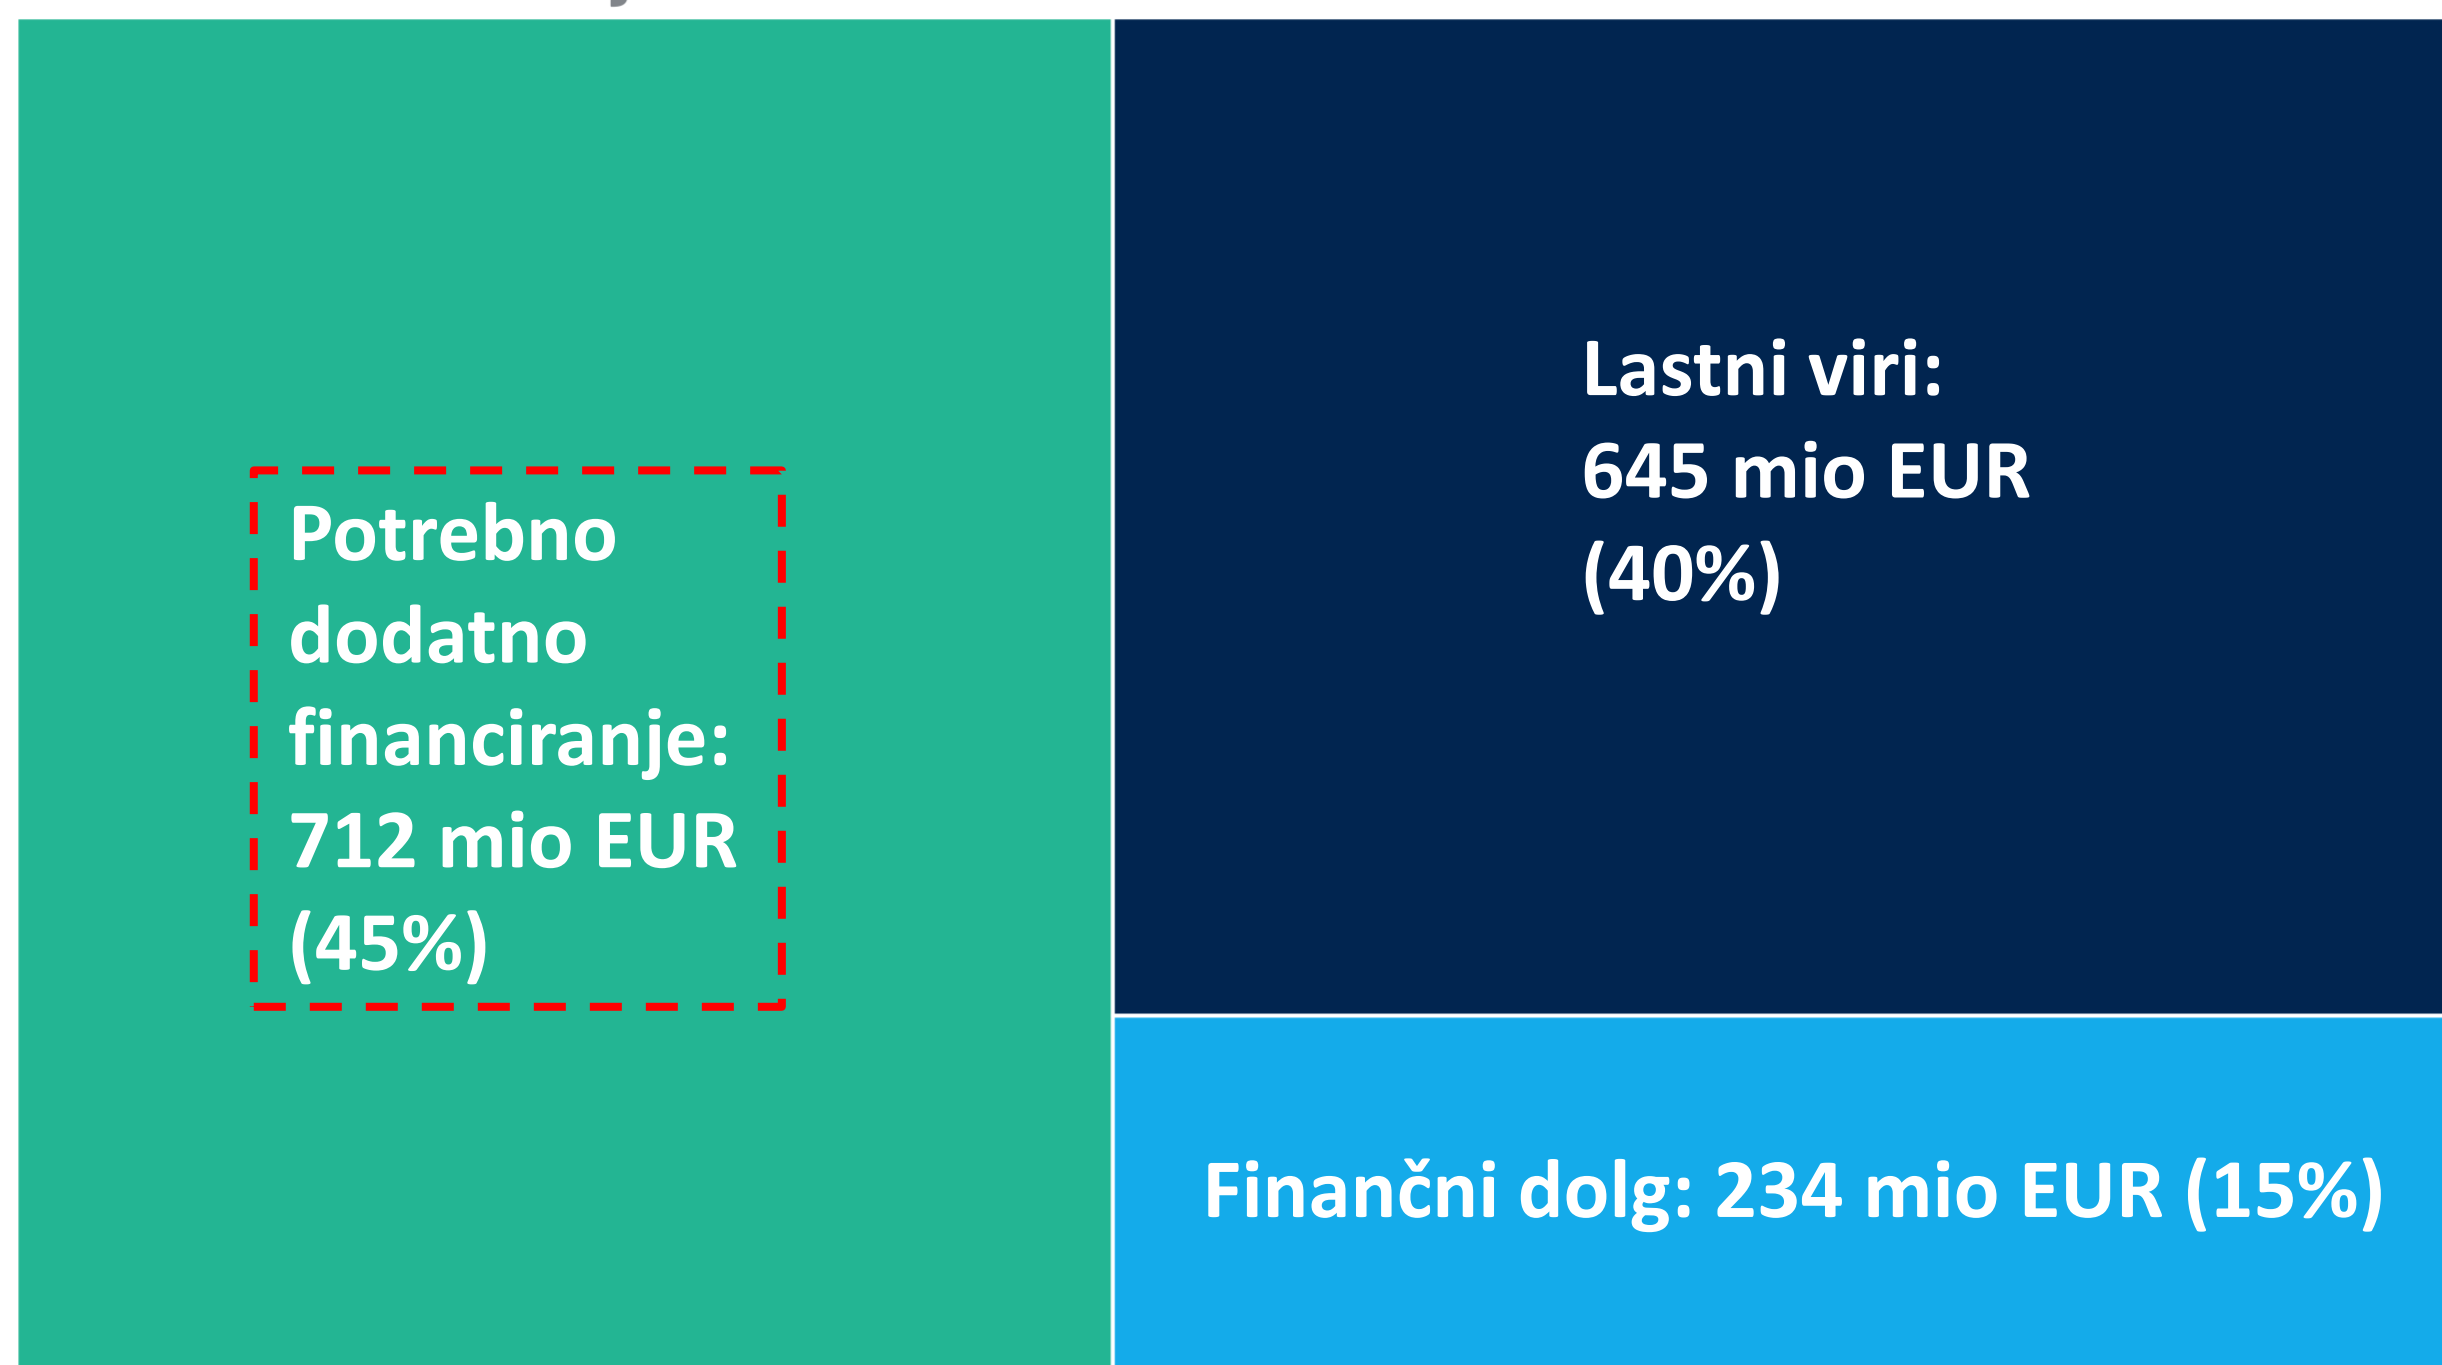 Potrebno
dodatno
financiranje:
712 mio EUR
(45%)
Lastni viri:
645 mio EUR
(40%)
Finančni dolg: 234 mio EUR (15%)